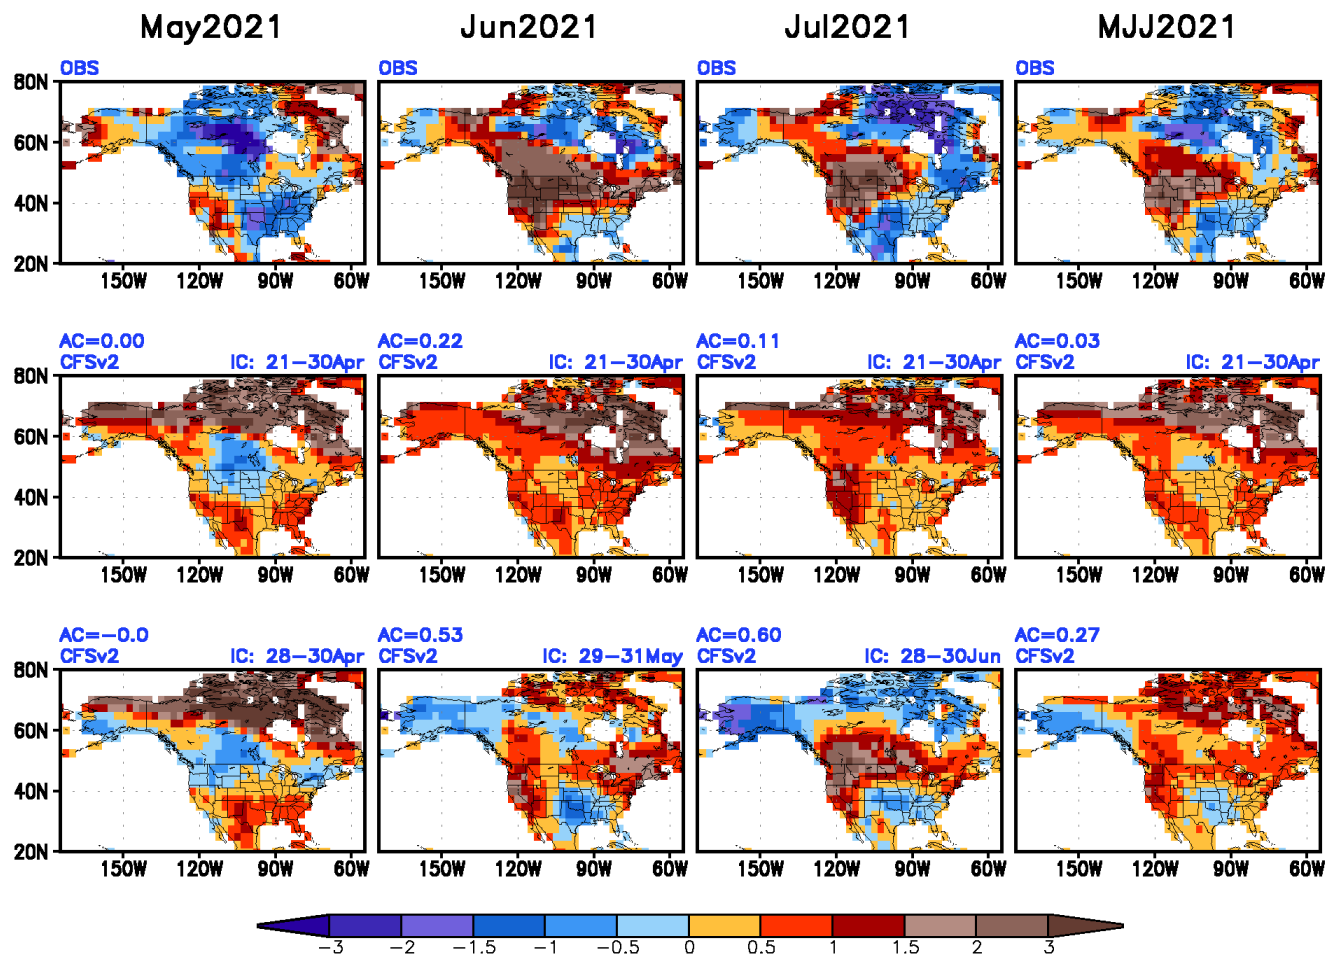 May2021 Jun2021 Jul2021 MJJ2021
OBS OBS OBS OBS
80N
60N
40N
20N
150W 120W 90W 60W 150W 120W 90W 60W 150W 120W 90W 60W 150W 120W 90W 60W
AC=0.00 AC=0.22 AC=0.11 AC=0.03
CFSv2 IC: 21-30Apr CFSv2 IC: 21-30Apr CFSv2 IC: 21-30Apr CFSv2 IC: 21-30Apr
80N
60N
40N
20N
150W 120W 90W 60W 150W 120W 90W 60W 150W 120W 90W 60W 150W 120W 90W 60W
AC=-0.0 AC=0.53 AC=0.60 AC=0.27
CFSv2 IC: 28-30Apr CFSv2 IC: 29-31May CFSv2 IC: 28-30Jun CFSv2
80N
60N
40N
20N
150W 120W 90W 60W 150W 120W 90W 60W 150W 120W 90W 60W 150W 120W 90W 60W
-3 -2 -1.5 -1 -0.5 0 0.5 1 1.5 2 3